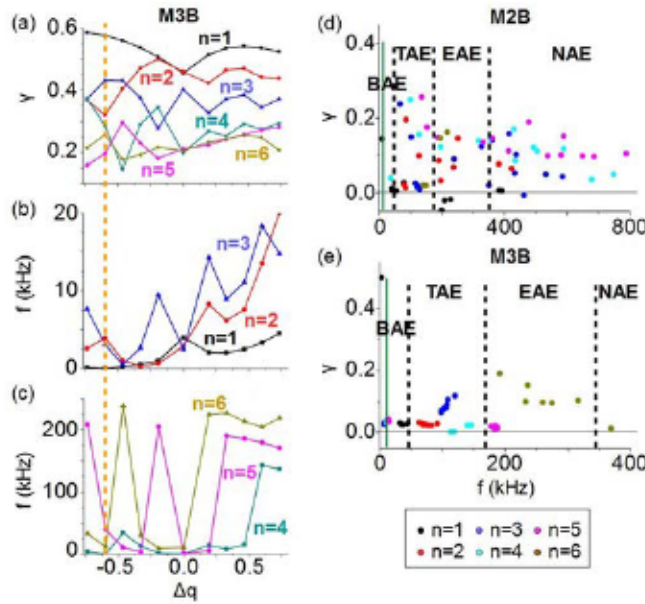 (a) M3B
0.6
0.4
0.2
γ
n=1
n=2
n=3
n=4
n=5
n=6
(b)
20
10
0
f (kHz)
n=3
n=2
n=1
(c)
200
100
0
f (kHz)
n=6
n=5
n=4
-0.5 0.0 0.5
Δq
(d) M2B
0.4
0.2
0.0
γ
BAE TAE EAE NAE
0 400 800
(e) M3B
0.4
0.2
0.0
γ
BAE TAE EAE NAE
0 200 400
f (kHz)
n=1 n=3 n=5
n=2 n=4 n=6